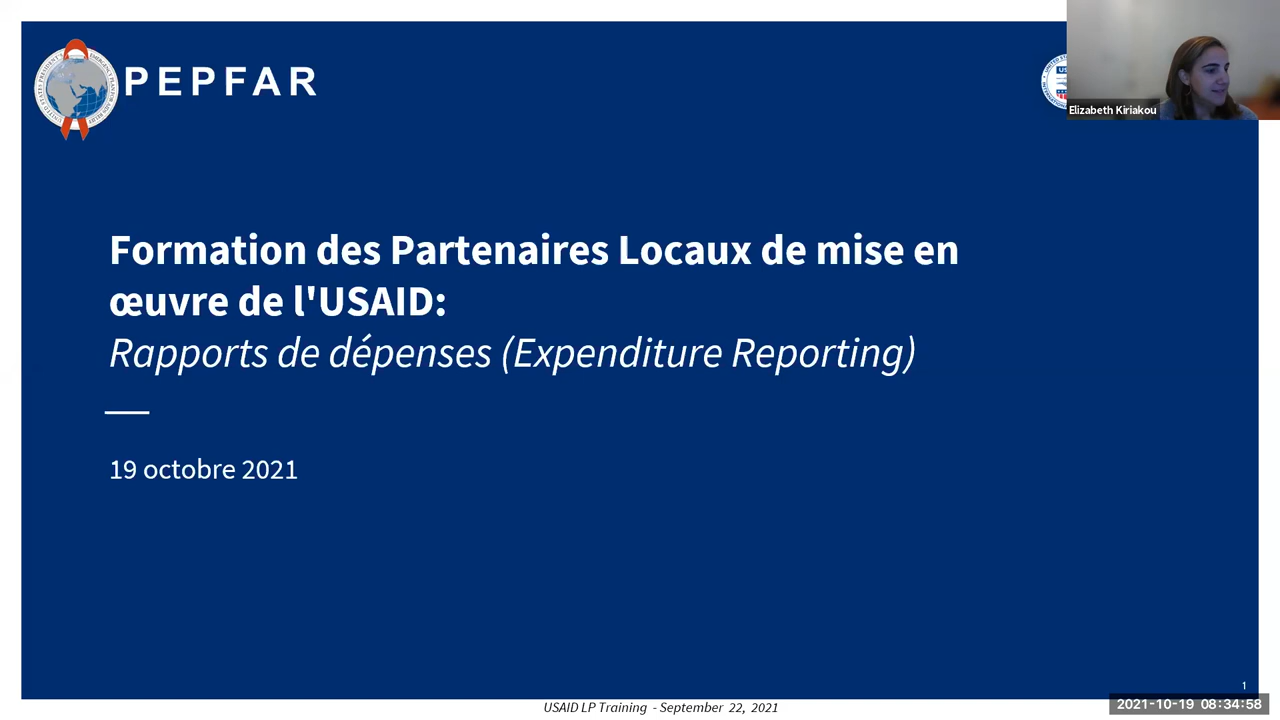 PEPFAR
US
Elizabeth Kiriakou
Formation des Partenaires Locaux de mise en
œuvre de l'USAID:
Rapports de dépenses (Expenditure Reporting)
19 octobre 2021
1
USAID LP Training - September 22, 2021
2021-10-19 08:34:58